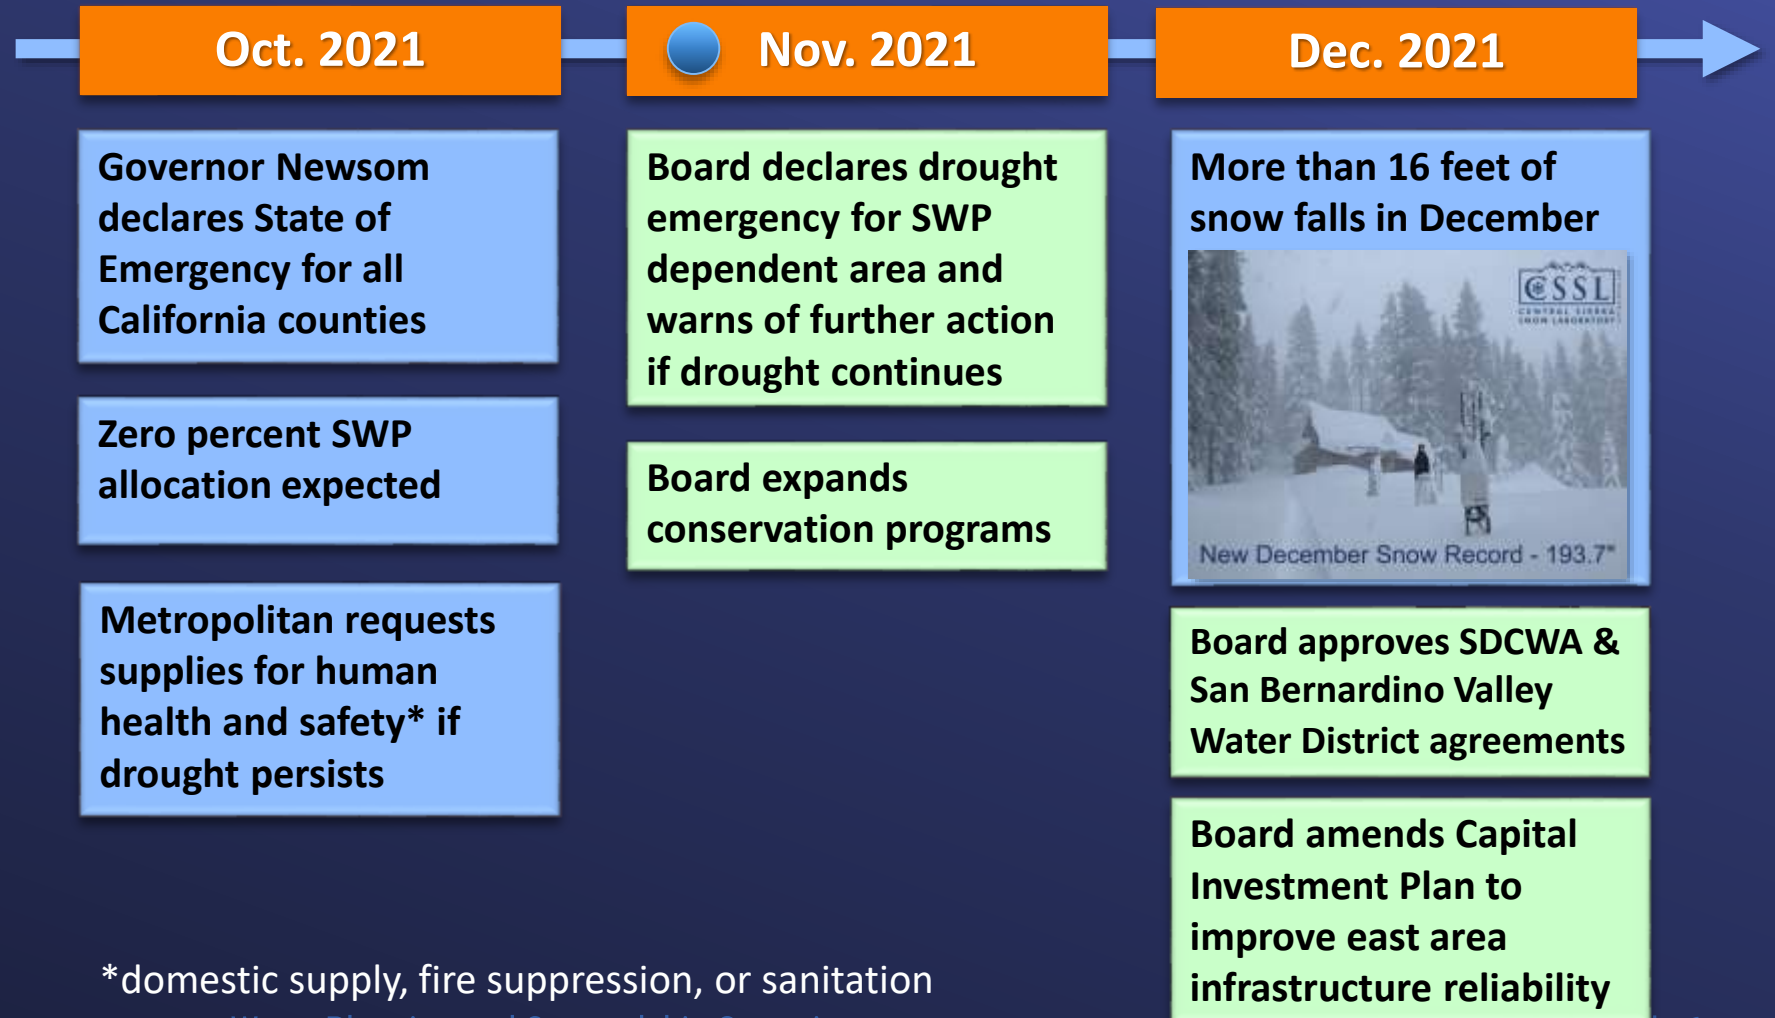 Oct. 2021
Governor Newsom
declares State of
Emergency for all
California counties
Zero percent SWP
allocation expected
Metropolitan requests
supplies for human
health and safety* if
drought persists
Nov. 2021
Board declares drought
emergency for SWP
dependent area and
warns of further action
if drought continues
Board expands
conservation programs
Dec. 2021
More than 16 feet of
snow falls in December
CSSL
CENTRAL SIERRA
SNOW LABORATORY
New December Snow Record - 193.7"
Board approves SDCWA &
San Bernardino Valley
Water District agreements
Board amends Capital
Investment Plan to
improve east area
infrastructure reliability
*domestic supply, fire suppression, or sanitation